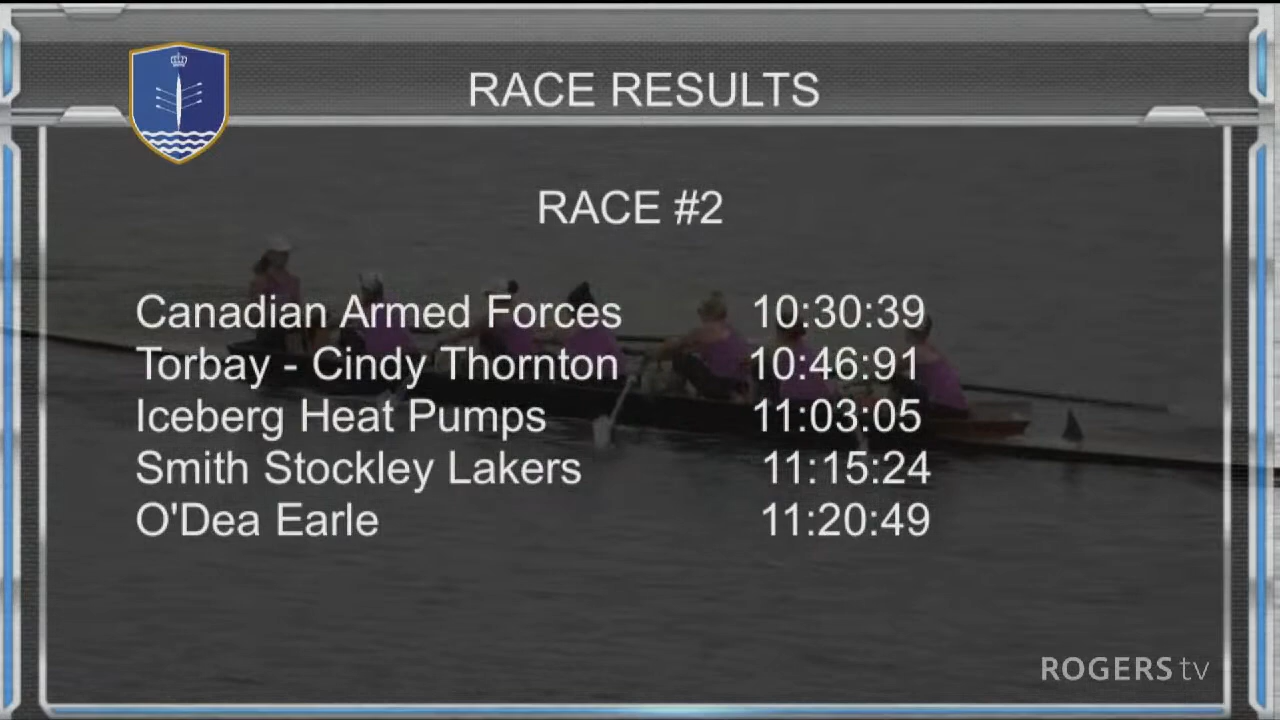 RACE RESULTS
RACE #2
Canadian Armed Forces 10:30:39
Torbay - Cindy Thornton 10:46:91
Iceberg Heat Pumps 11:03:05
Smith Stockley Lakers 11:15:24
O'Dea Earle 11:20:49
ROGERS tv